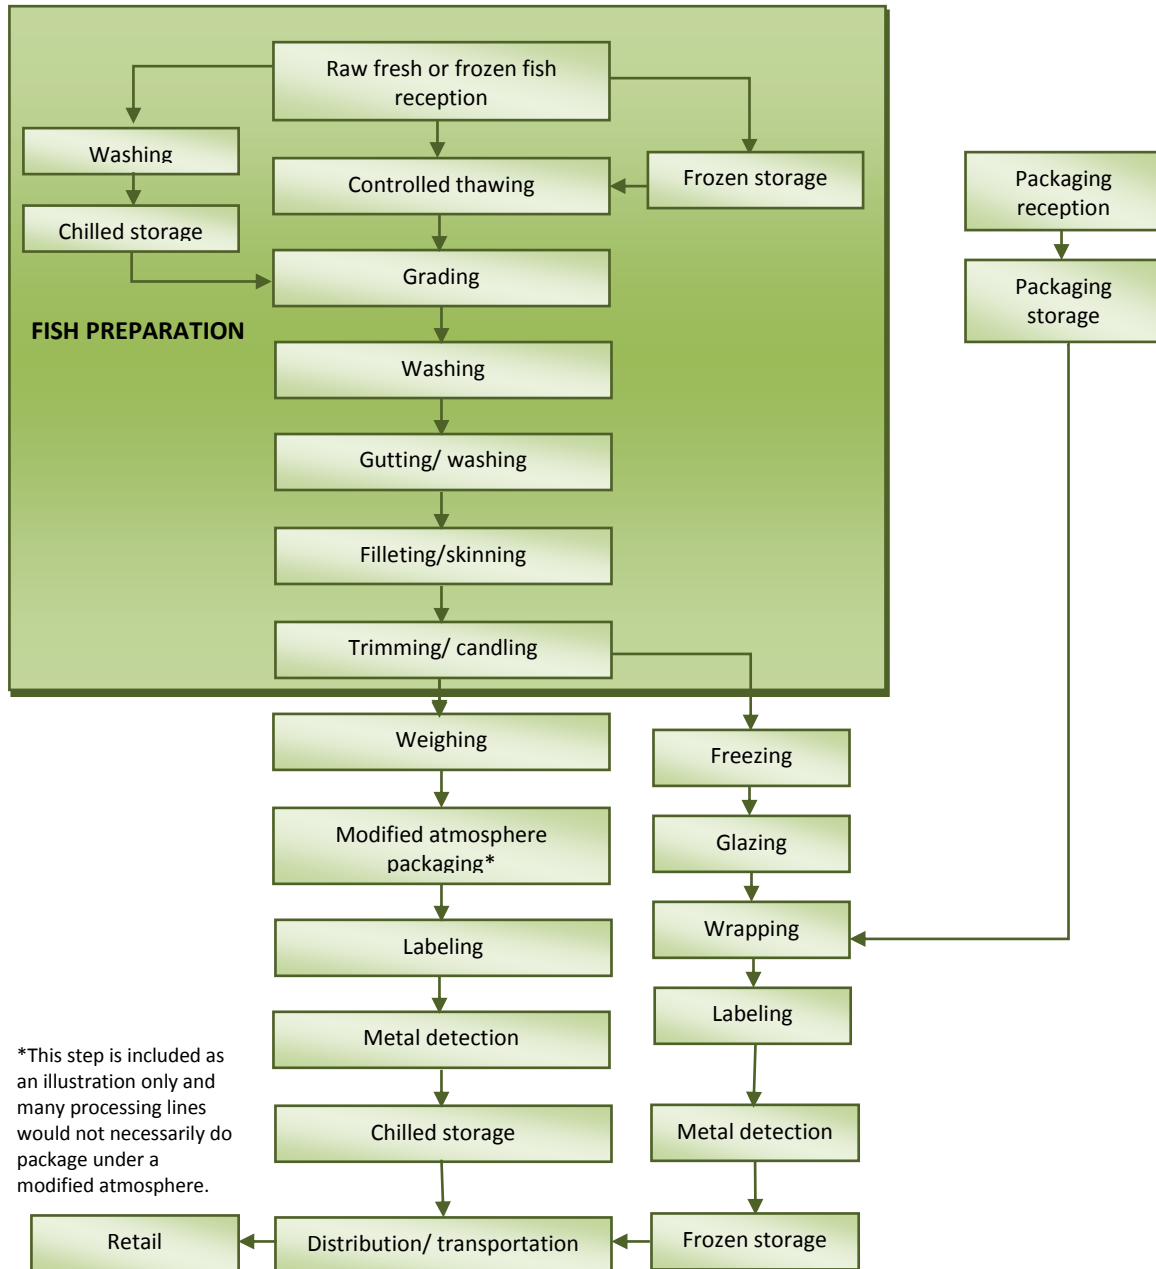 Raw fresh or frozen fish
reception
Washing
Controlled thawing
Frozen storage
Packaging
reception
Chilled storage
Grading
Packaging
storage
FISH PREPARATION
Washing
Gutting/ washing
Filleting/skinning
Trimming/ candling
Weighing
Freezing
Modified atmosphere
packaging*
Glazing
Wrapping
Labeling
Labeling
Metal detection
*This step is included as
an illustration only and
many processing lines
would not necessarily do
package under a
modified atmosphere.
Chilled storage
Metal detection
Retail
Distribution/ transportation
Frozen storage